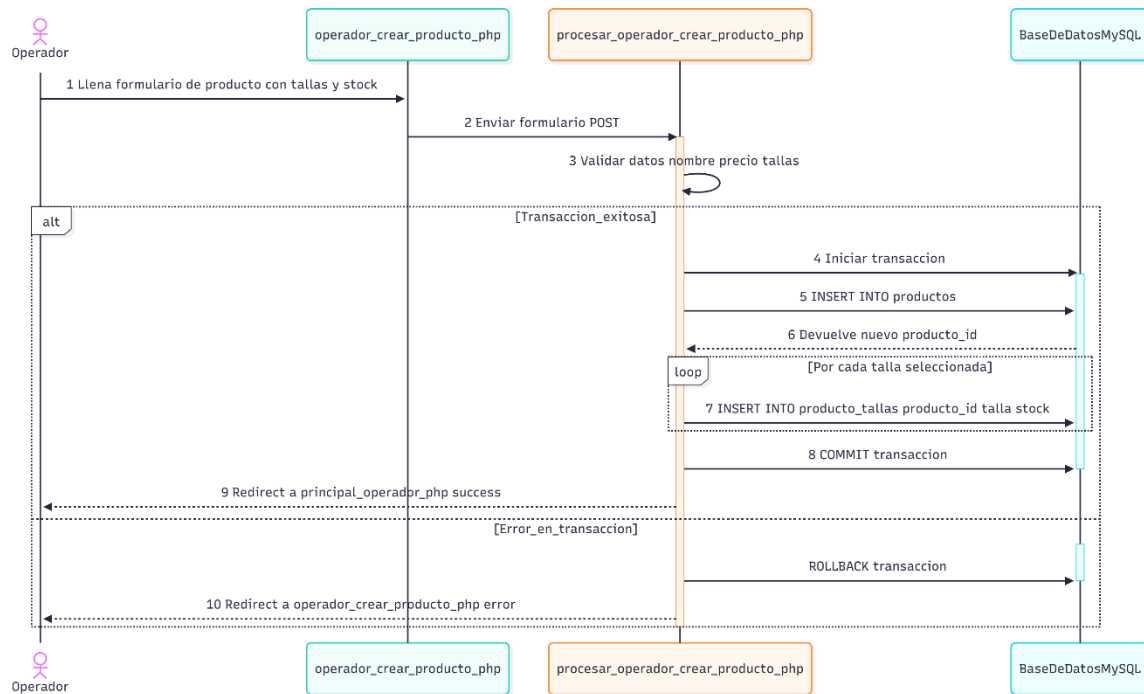 Operador
operador_crear_producto_php
procesar_operador_crear_producto_php
BaseDeDatosMySQL
1 Llena formulario de producto con tallas y stock
2 Enviar formulario POST
3 Validar datos nombre precio tallas
alt
[Transaccion_exitosa]
4 Iniciar transaccion
5 INSERT INTO productos
6 Devuelve nuevo producto_id
loop
[Por cada talla seleccionada]
7 INSERT INTO producto_tallas producto_id talla stock
8 COMMIT transaccion
9 Redirect a principal_operador_php success
[Error_en_transaccion]
ROLLBACK transaccion
10 Redirect a operador_crear_producto_php error
Operador
operador_crear_producto_php
procesar_operador_crear_producto_php
BaseDeDatosMySQL